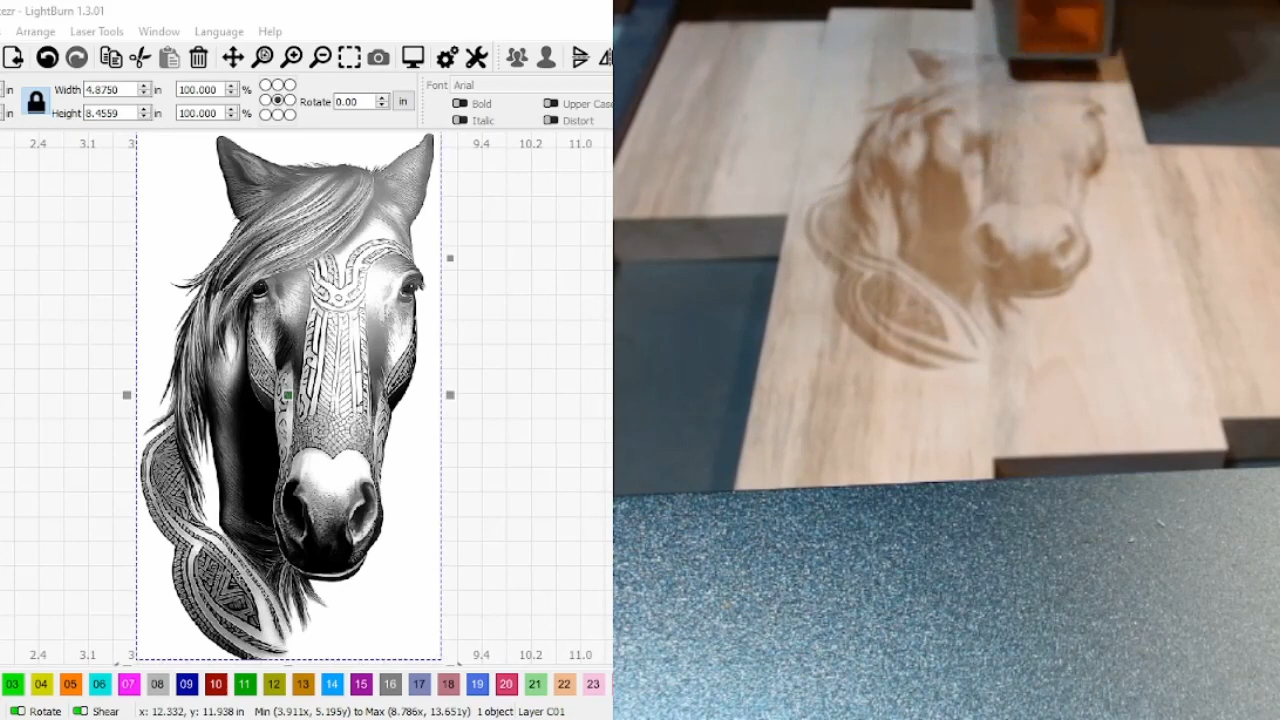 ezr - LightBurn 1.3.01
Arrange Laser Tools Window Language Help
in Width 4.8750 in 100.000 % Rotate 0.00 in Font Arial
Bold Upper Case
in Height 8.4559 in 100.000 %
Italic Distort
2.4 3.1 3 9.4 10.2 11.0
2.4 3.1 3 9.4 10.2 11.0
03 04 05 06 07 08 09 10 11 12 13 14 15 16 17 18 19 20 21 22 23
Rotate Shear x: 12.332, y: 11.938 in Min (3.911x, 5.195y) to Max (8.786x, 13.651y) 1 object Layer C01